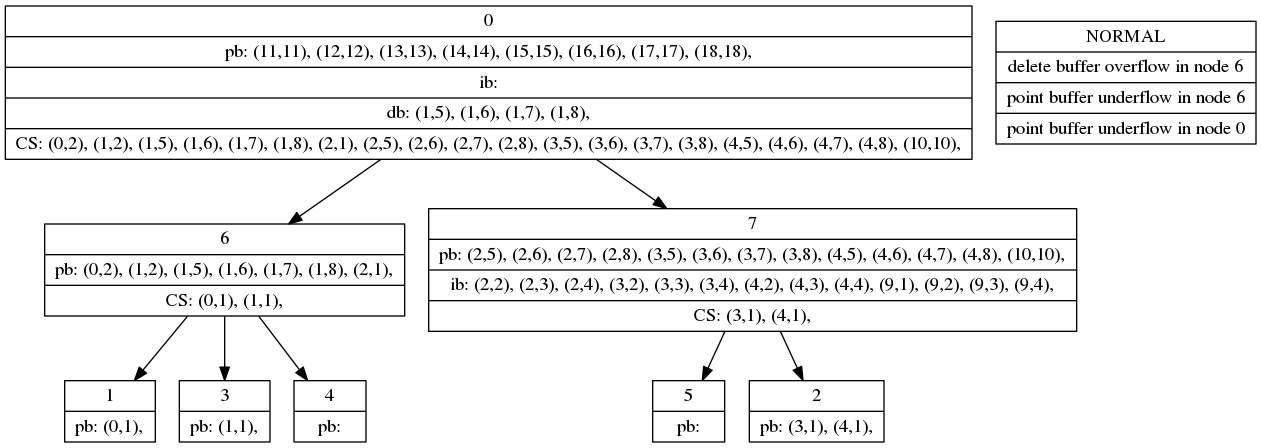 0
pb: (11,11), (12,12), (13,13), (14,14), (15,15), (16,16), (17,17), (18,18),
ib:
db: (1,5), (1,6), (1,7), (1,8),
CS: (0,2), (1,2), (1,5), (1,6), (1,7), (1,8), (2,1), (2,5), (2,6), (2,7), (2,8), (3,5), (3,6), (3,7), (3,8), (4,5), (4,6), (4,7), (4,8), (10,10),
NORMAL
delete buffer overflow in node 6
point buffer underflow in node 6
point buffer underflow in node 0
6
pb: (0,2), (1,2), (1,5), (1,6), (1,7), (1,8), (2,1),
CS: (0,1), (1,1),
7
pb: (2,5), (2,6), (2,7), (2,8), (3,5), (3,6), (3,7), (3,8), (4,5), (4,6), (4,7), (4,8), (10,10),
ib: (2,2), (2,3), (2,4), (3,2), (3,3), (3,4), (4,2), (4,3), (4,4), (9,1), (9,2), (9,3), (9,4),
CS: (3,1), (4,1),
1
pb: (0,1),
3
pb: (1,1),
4
pb:
5
pb:
2
pb: (3,1), (4,1),